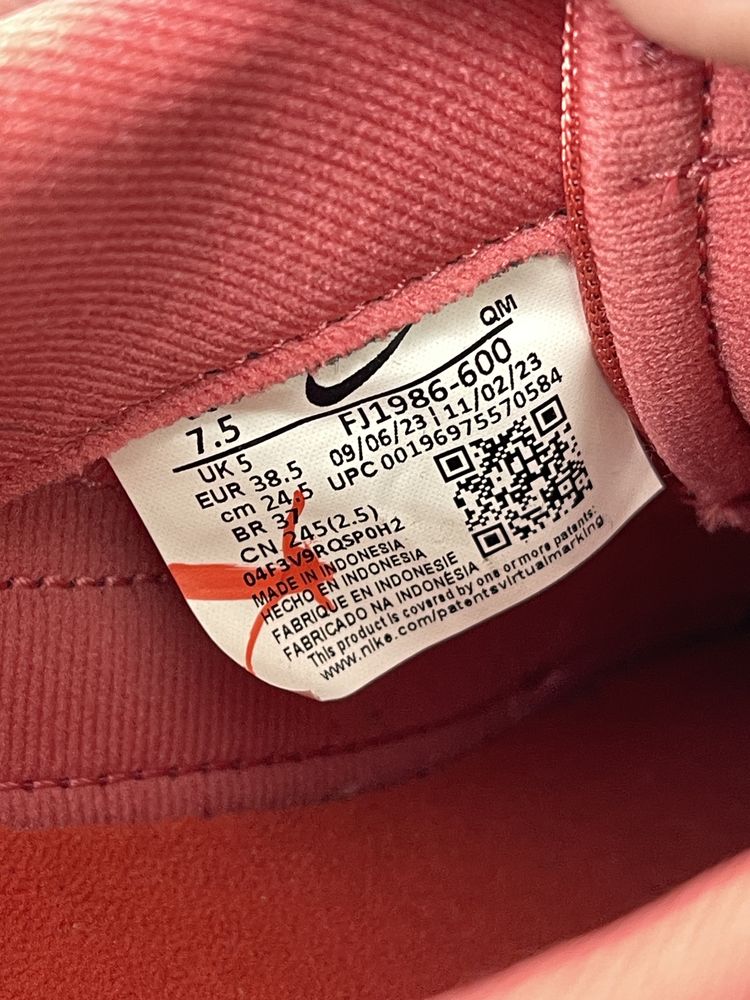 QM
7.5
FJ1986-600
UK 5
09/06/23 | 11/02/23
EUR 38.5
UPC 00196975570584
cm 24.5
BR 37
CN 245(2.5)
04F3V9RQSP0H2
MADE IN INDONESIA
HECHO EN INDONESIA
FABRIQUE EN INDONESIE
FABRICADO NA INDONÉSIA
This product is covered by one or more patents:
www.nike.com/patentsvirtualmarking